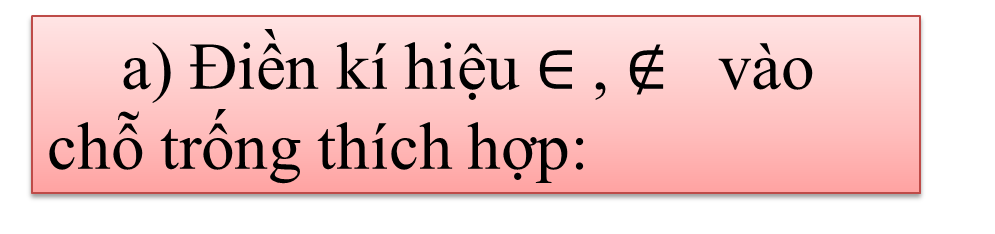 a) Điền kí hiệu ∈ , ∉ vào
chỗ trống thích hợp: